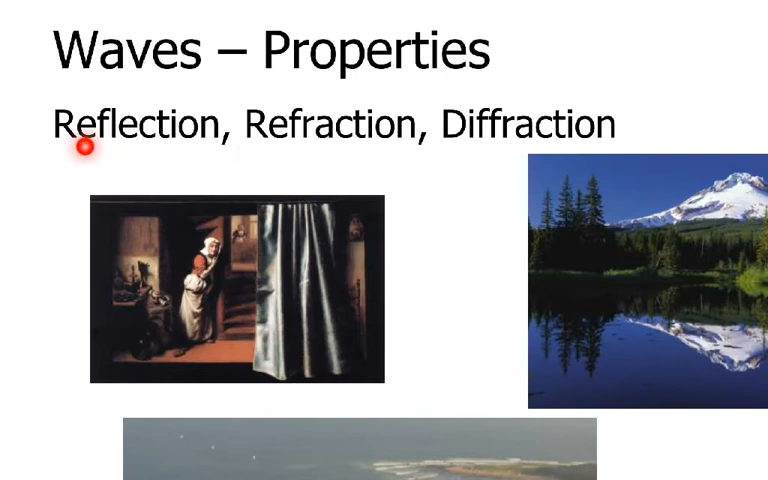 Waves – Properties
Reflection, Refraction, Diffraction